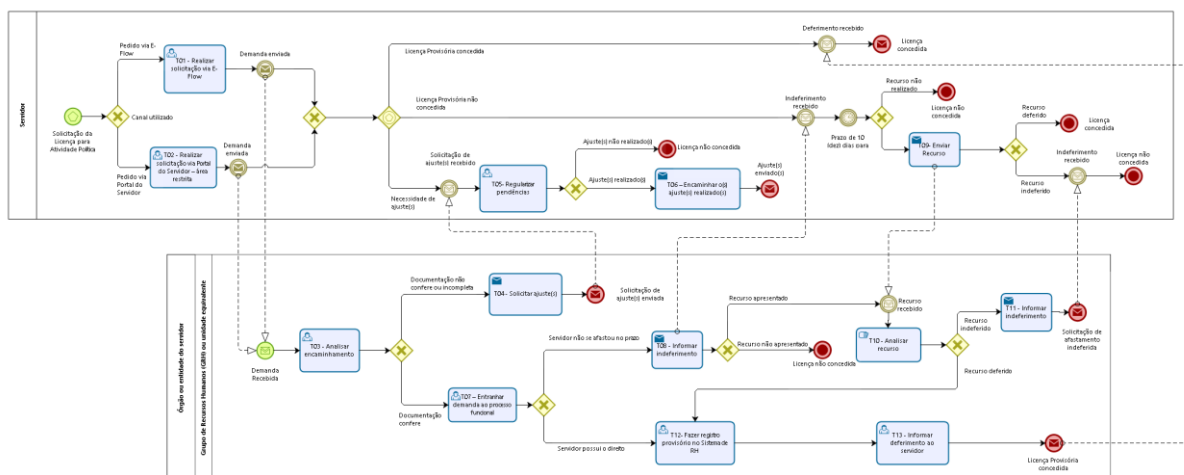 Servidor
Solicitação da
Licença para
Atividade Política
Canal utilizado
Pedido via E-
Flow
T01 - Realizar
solicitação via E-
Flow
Demanda enviada
Pedido via
Portal do
Servidor
T02 - Realizar
solicitação via Portal
do Servidor – área
restrita
Demanda
enviada
Licença Provisória concedida
Licença Provisória não
concedida
Necessidade de
ajuste(s)
Solicitação de
ajuste(s) recebido
T05- Regularizar
pendências
Ajuste(s) não realizado(s)
Licença não concedida
Ajuste(s) realizado(s)
T06 – Encaminhar o(s)
ajuste(s) realizado(s)
Ajuste(s)
enviado(s)
Deferimento recebido
Licença
concedida
Indeferimento
recebido
Prazo de 10
(dez) dias para
Recurso não
realizado
Licença não
concedida
T09- Enviar
Recurso
Recurso
deferido
Licença
concedida
Recurso
indeferido
Indeferimento
recebido
Licença não
concedida
Órgão ou entidade do servidor
Grupo de Recursos Humanos (GRH) ou unidade equivalente
Demanda
Recebida
T03 - Analisar
encaminhamento
Documentação não
confere ou incompleta
T04 - Solicitar ajuste(s)
Solicitação de
ajuste(s) enviada
Documentação
confere
T07 – Entranhar
demanda ao processo
funcional
Servidor não se afastou no prazo
T08 - Informar
indeferimento
Recurso apresentado
Recurso não apresentado
Licença não concedida
Recurso
recebido
T10 - Analisar
recurso
Recurso
indeferido
T11 - Informar
indeferimento
Solicitação de
afastamento
indeferida
Recurso deferido
Servidor possui o direito
T12- Fazer registro
provisório no Sistema de
RH
T13 - Informar
deferimento ao
servidor
Licença Provisória
concedida